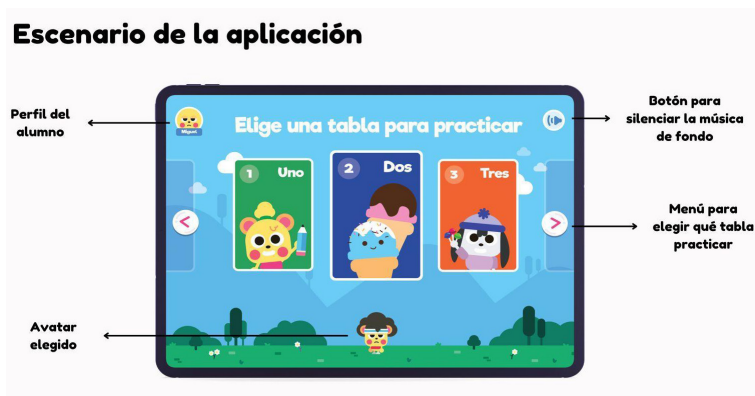 Escenario de la aplicación
Perfil del
alumno
Miguel
Elige una tabla para practicar
Botón para
silenciar la música
de fondo
1 Uno
2 Dos
3 Tres
Menú para
elegir qué tabla
practicar
Avatar
elegido